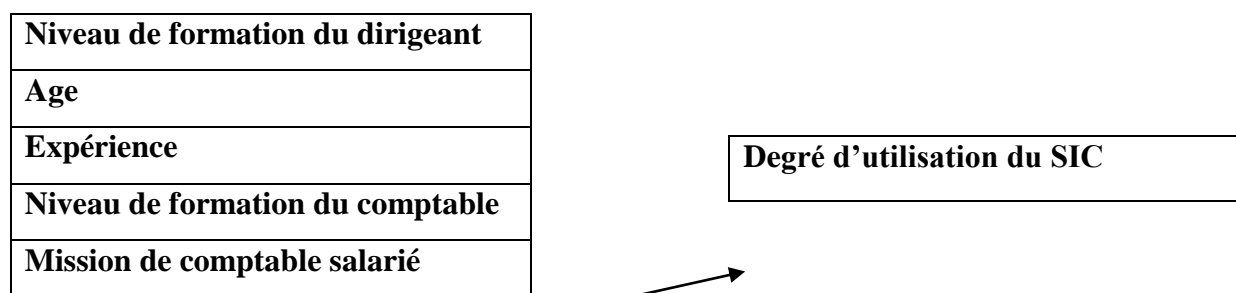 Niveau de formation du dirigeant
Age
Expérience
Niveau de formation du comptable
Mission de comptable salarié
Degré d’utilisation du SIC